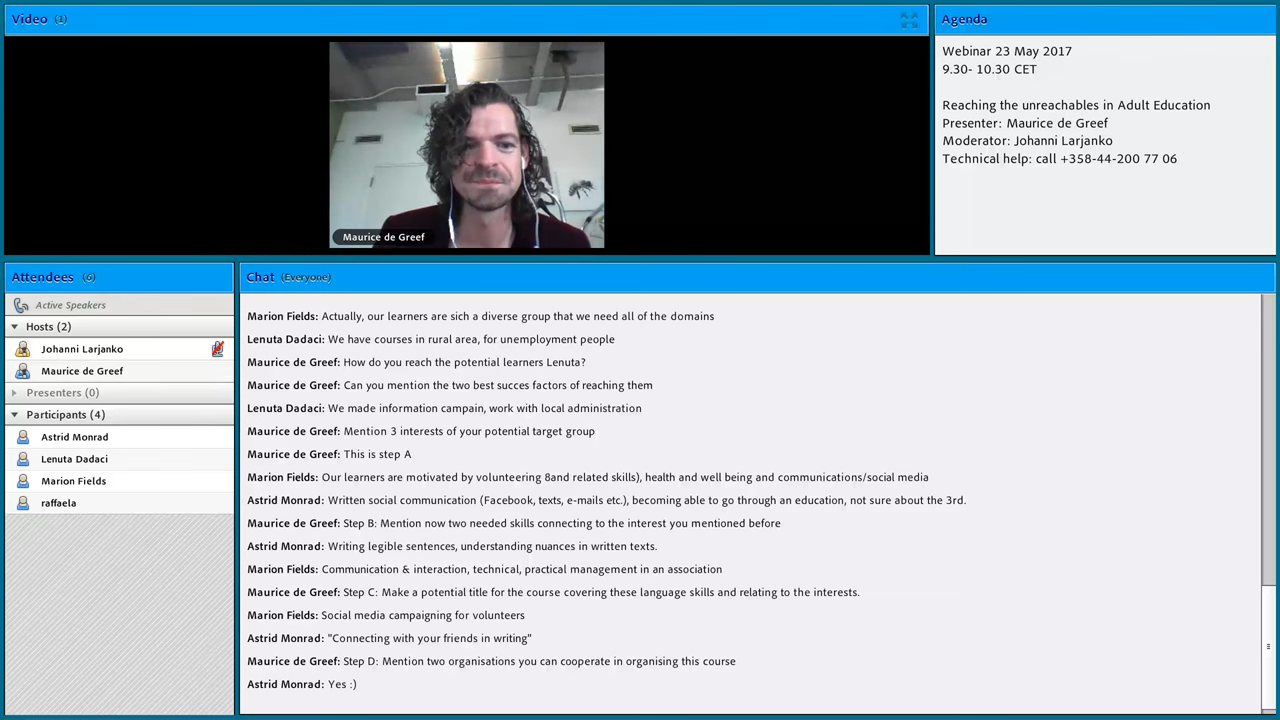 Video (1)
Maurice de Greef
Agenda
Webinar 23 May 2017
9.30- 10.30 CET
Reaching the unreachables in Adult Education
Presenter: Maurice de Greef
Moderator: Johanni Larjanko
Technical help: call +358-44-200 77 06
Attendees (6)
Active Speakers
Hosts (2)
Johanni Larjanko
Maurice de Greef
Presenters (0)
Participants (4)
Astrid Monrad
Lenuta Dadaci
Marion Fields
raffaela
Chat (Everyone)
Marion Fields: Actually, our learners are sich a diverse group that we need all of the domains
Lenuta Dadaci: We have courses in rural area, for unemployment people
Maurice de Greef: How do you reach the potential learners Lenuta?
Maurice de Greef: Can you mention the two best succes factors of reaching them
Lenuta Dadaci: We made information campain, work with local administration
Maurice de Greef: Mention 3 interests of your potential target group
Maurice de Greef: This is step A
Marion Fields: Our learners are motivated by volunteering 8and related skills), health and well being and communications/social media
Astrid Monrad: Written social communication (Facebook, texts, e-mails etc.), becoming able to go through an education, not sure about the 3rd.
Maurice de Greef: Step B: Mention now two needed skills connecting to the interest you mentioned before
Astrid Monrad: Writing legible sentences, understanding nuances in written texts.
Marion Fields: Communication & interaction, technical, practical management in an association
Maurice de Greef: Step C: Make a potential title for the course covering these language skills and relating to the interests.
Marion Fields: Social media campaigning for volunteers
Astrid Monrad: "Connecting with your friends in writing"
Maurice de Greef: Step D: Mention two organisations you can cooperate in organising this course
Astrid Monrad: Yes :)